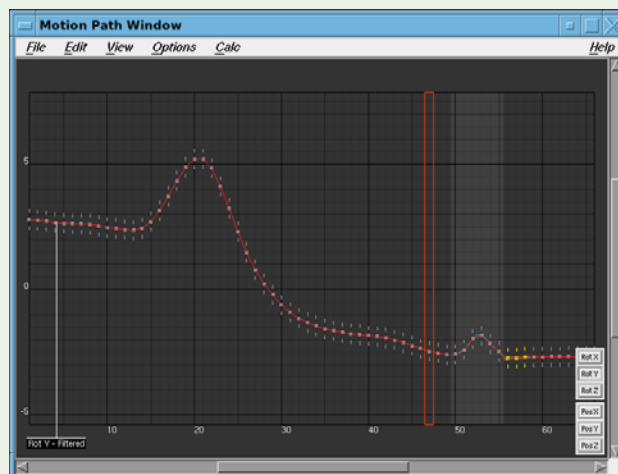 Motion Path Window
File Edit View Options Calc Help
5
0
-5
10 20 30 40 50 60
Rot Y - Filtered
Rot X
Rot Y
Rot Z
Pos X
Pos Y
Pos Z